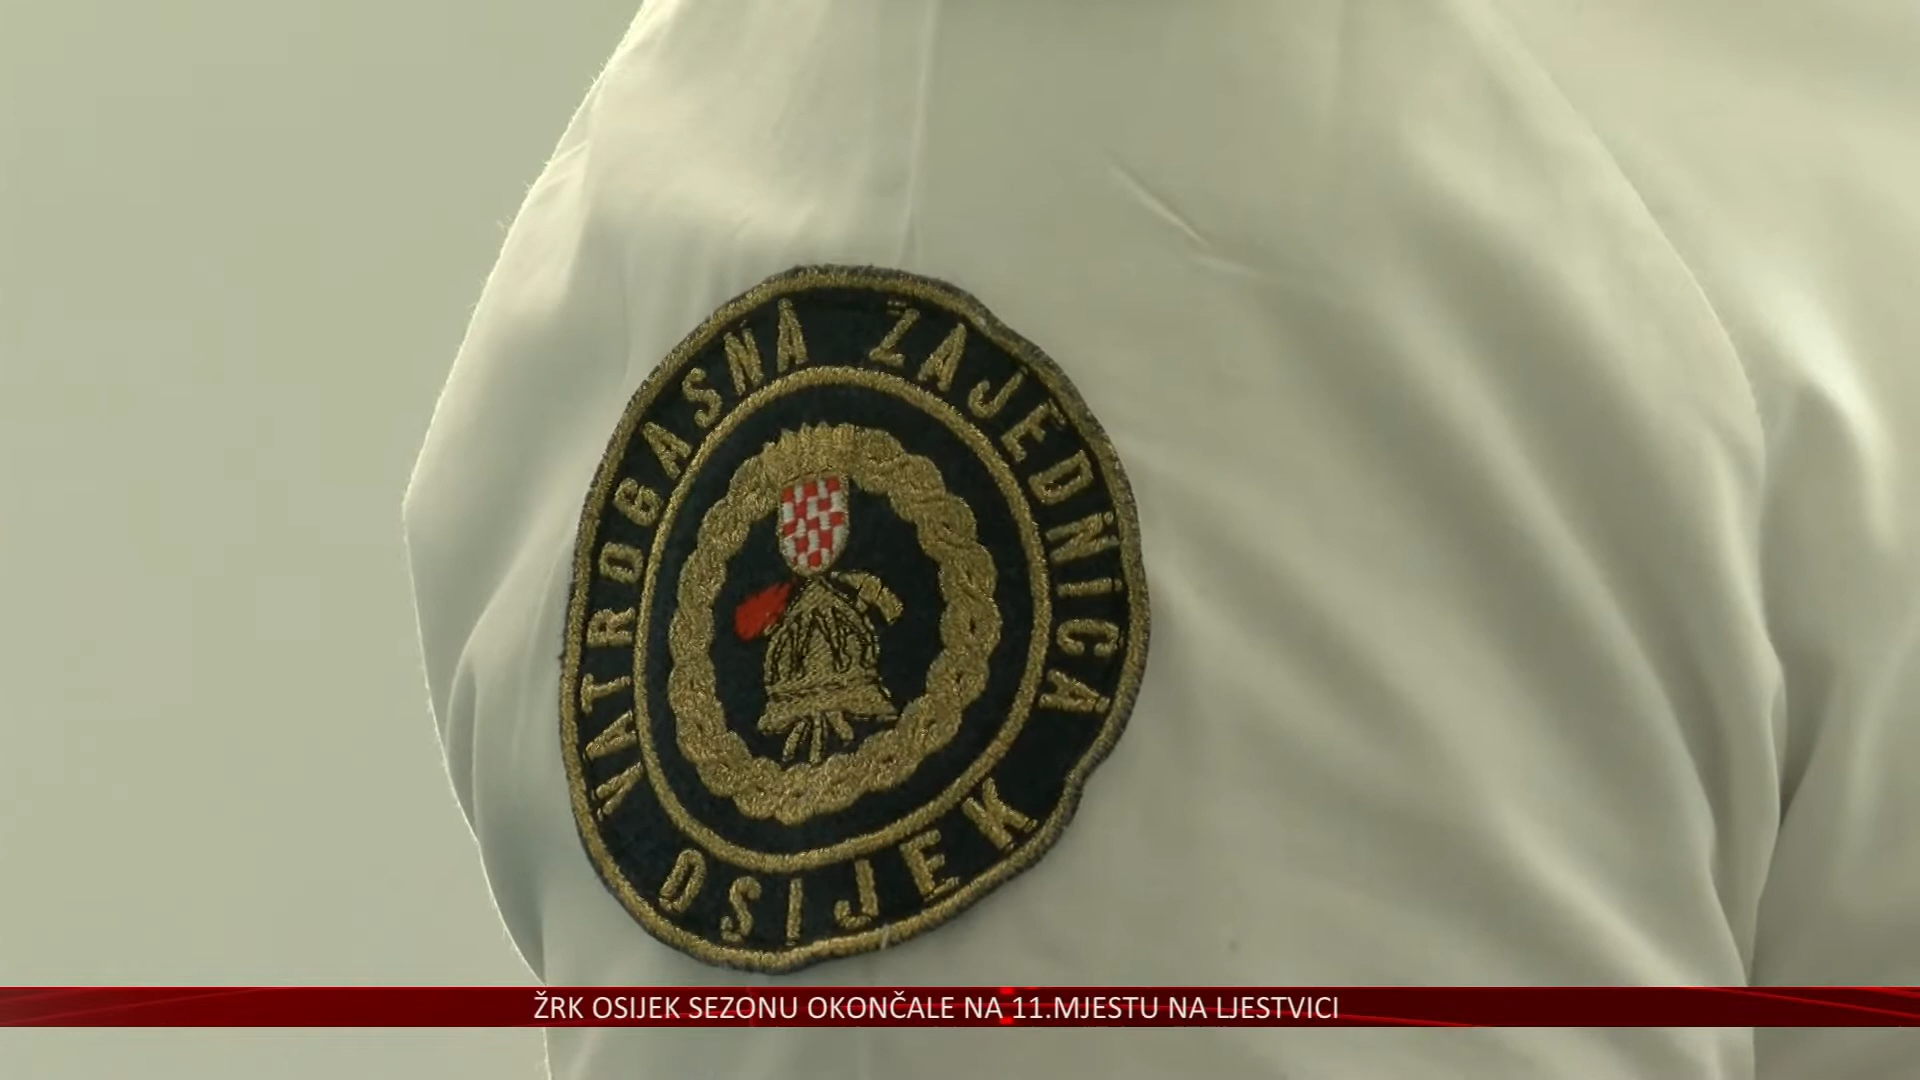 VATROGASNA ZAJEDNICA
OSIJEK
ŽRK OSIJEK SEZONU OKONČALE NA 11.MJESTU NA LJESTVICI